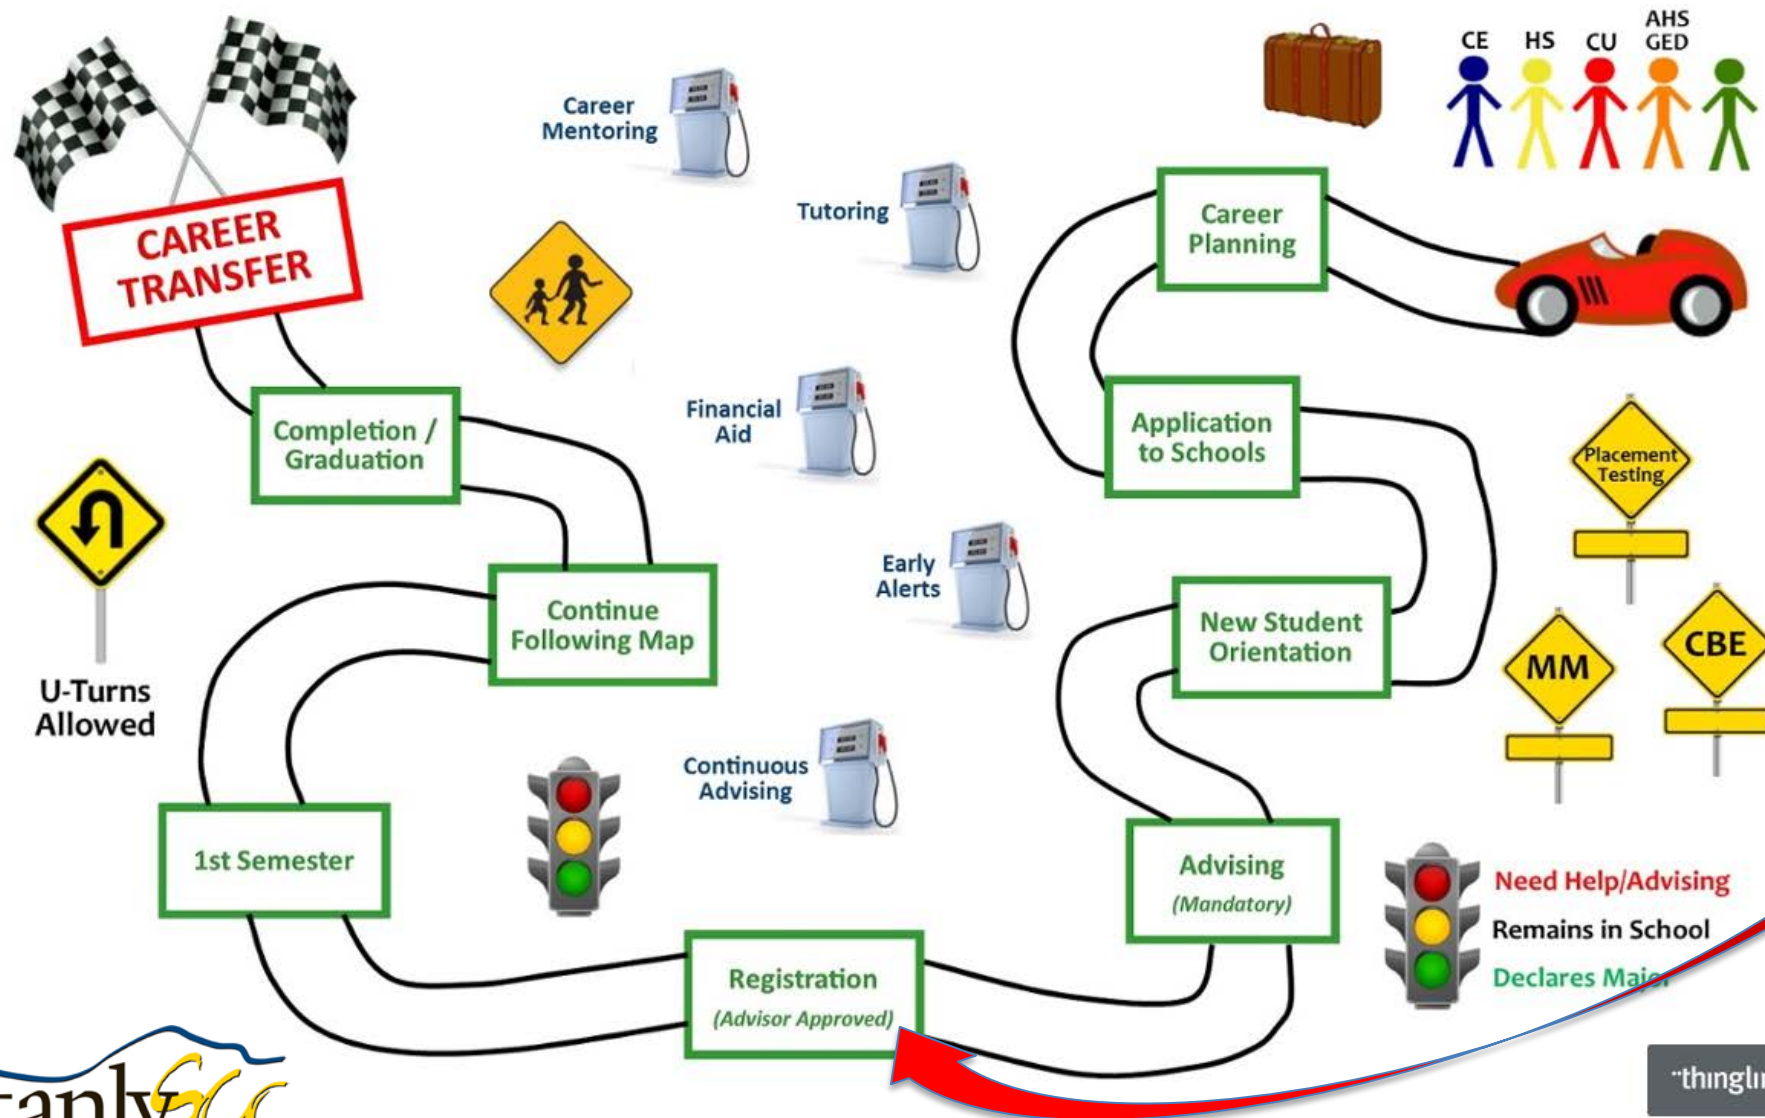 CE
HS
CU
AHS
GED
Career
Mentoring
Tutoring
Career
Planning
CAREER
TRANSFER
Financial
Aid
Application
to Schools
Completion /
Graduation
Placement
Testing
Early
Alerts
Continue
Following Map
New Student
Orientation
MM
CBE
U-Turns
Allowed
Continuous
Advising
1st Semester
Advising
(Mandatory)
Need Help/Advising
Remains in School
Declares Major
Registration
(Advisor Approved)